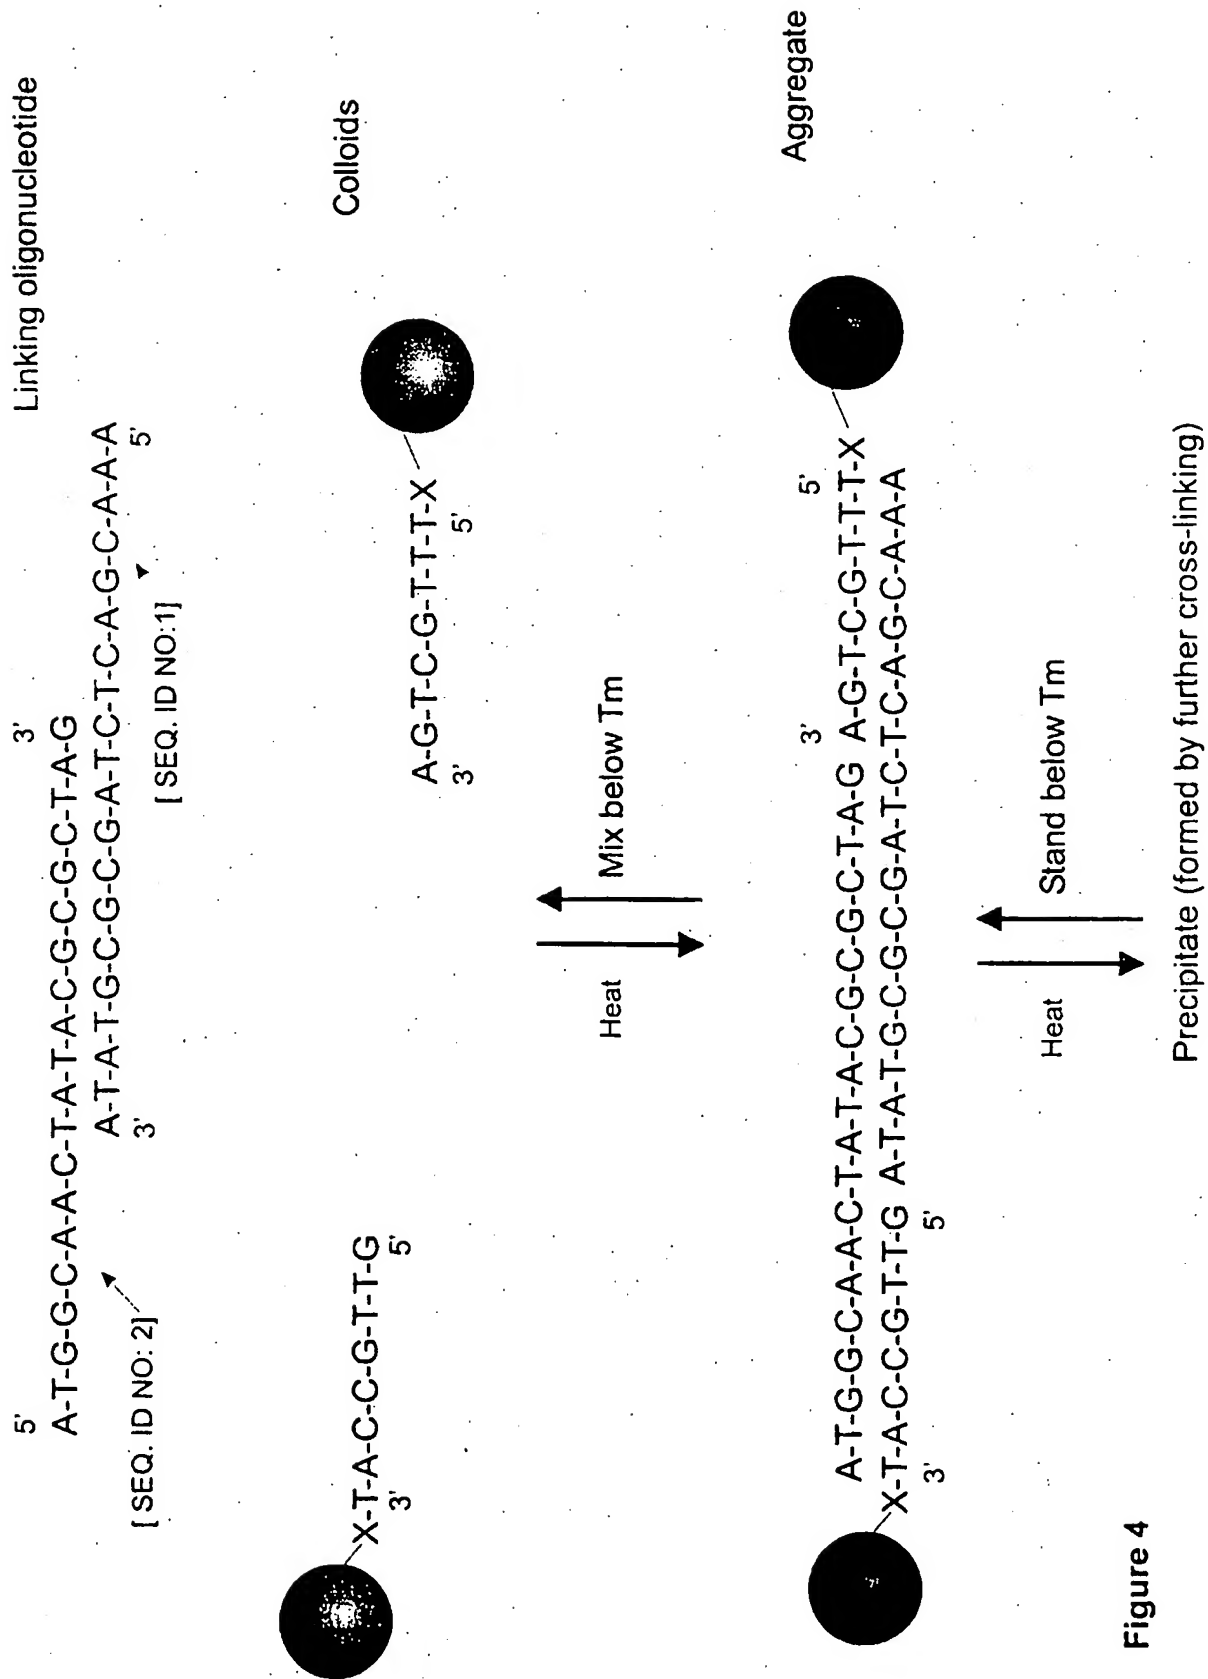 Linking oligonucleotide
5' 3'
A-T-G-G-C-A-A-C-T-A-T-A-C-G-C-G-C-T-A-G
A-T-A-T-G-C-G-C-G-A-T-C-T-C-A-G-C-A-A-A
3' 5'
[SEQ. ID NO: 2]
[SEQ. ID NO:1]
Colloids
X-T-A-C-C-G-T-T-G
3' 5'
A-G-T-C-G-T-T-T-X
3' 5'
Heat
Mix below Tm
Aggregate
3' 5'
A-T-G-G-C-A-A-C-T-A-T-A-C-G-C-G-C-T-A-G A-G-T-C-G-T-T-T-X
X-T-A-C-C-G-T-T-G A-T-A-T-G-C-G-C-G-A-T-C-T-C-A-G-C-A-A-A
3' 5'
Heat
Stand below Tm
Precipitate (formed by further cross-linking)
Figure 4